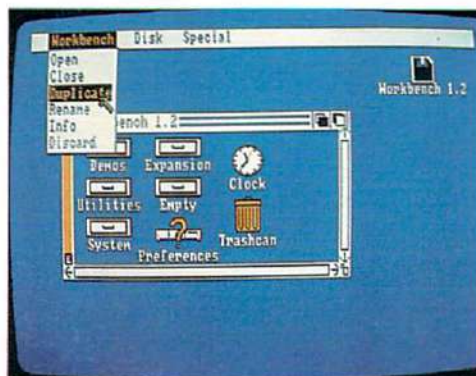 Workbench Disk Special
Open
Close
Duplicate
Rename
Info
Discard
Workbench 1.2
ench 1.2
Demos Expansion
Clock
Utilities Empty
System
Trashcan
Preferences